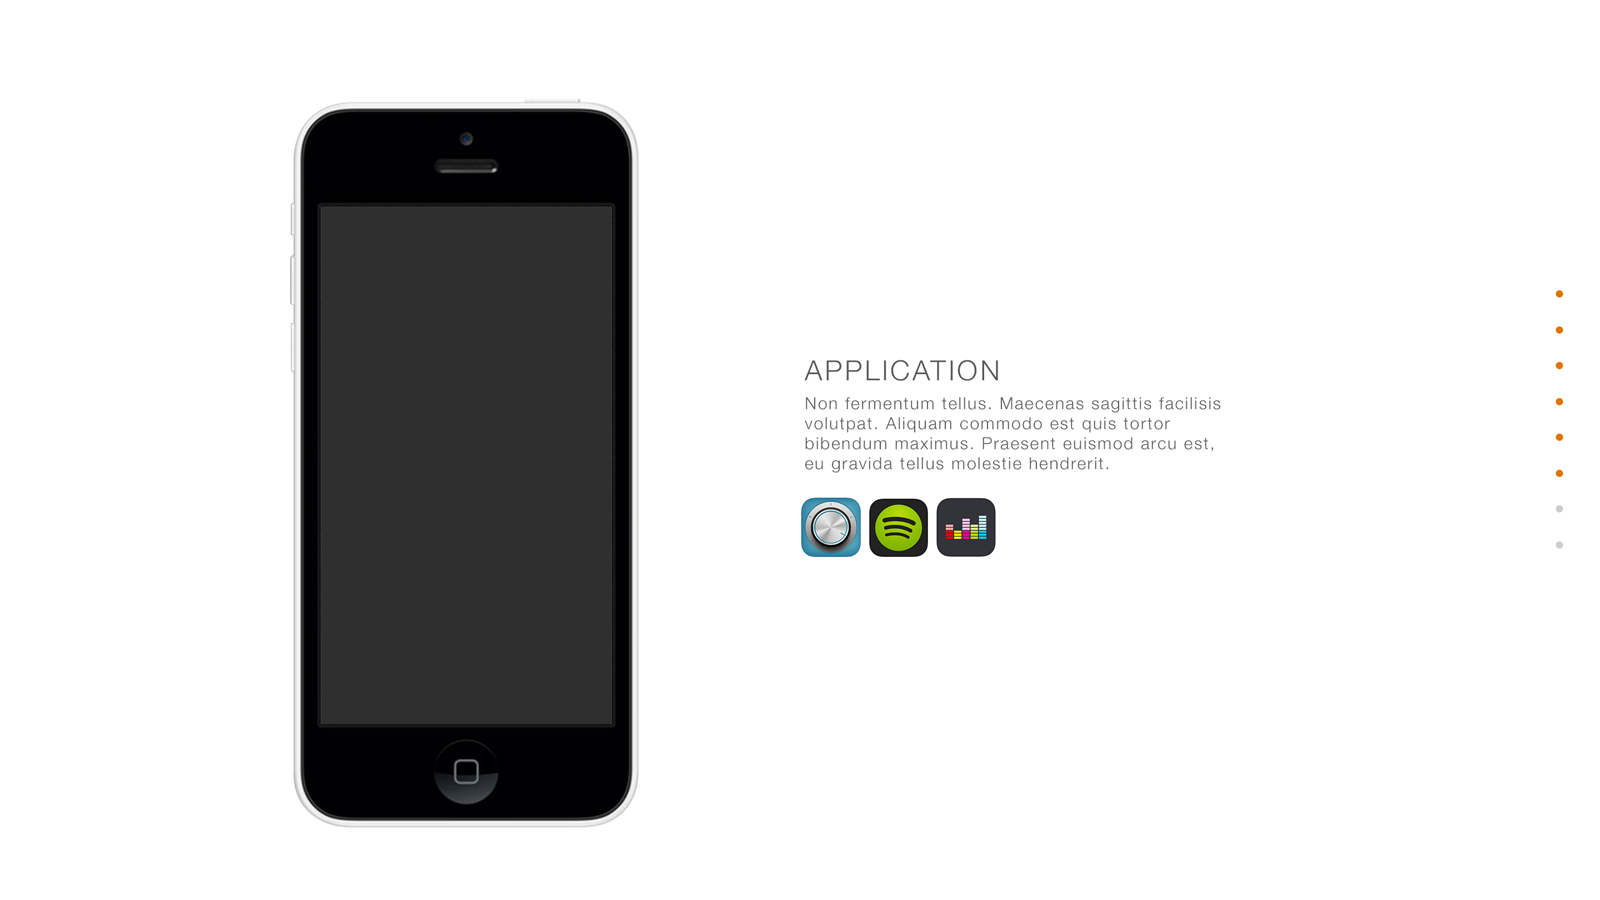 APPLICATION
Non fermentum tellus. Maecenas sagittis facilisis
volutpat. Aliquam commodo est quis tortor
bibendum maximus. Praesent euismod arcu est,
eu gravida tellus molestie hendrerit.